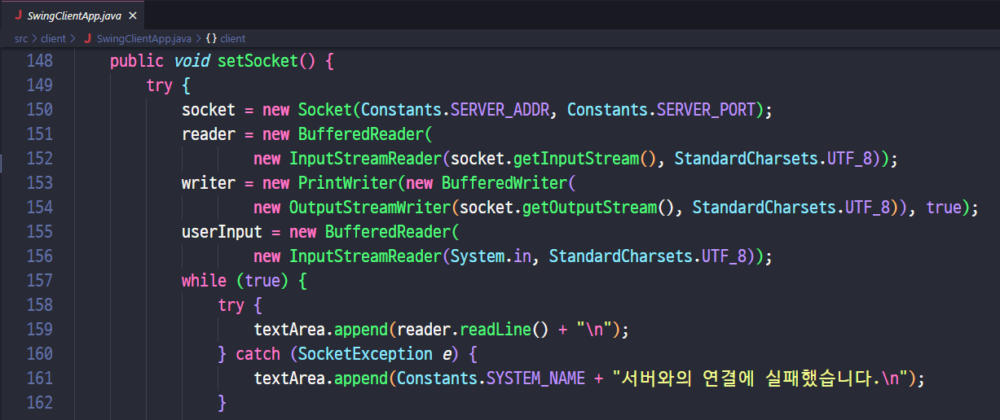 J SwingClientApp.java ×
src > client > J SwingClientApp.java > {} client
148 public void setSocket() {
149 try {
150 socket = new Socket(Constants.SERVER_ADDR, Constants.SERVER_PORT);
151 reader = new BufferedReader(
152 new InputStreamReader(socket.getInputStream(), StandardCharsets.UTF_8));
153 writer = new PrintWriter(new BufferedWriter(
154 new OutputStreamWriter(socket.getOutputStream(), StandardCharsets.UTF_8)), true);
155 userInput = new BufferedReader(
156 new InputStreamReader(System.in, StandardCharsets.UTF_8));
157 while (true) {
158 try {
159 textArea.append(reader.readLine() + "\n");
160 } catch (SocketException e) {
161 textArea.append(Constants.SYSTEM_NAME + "서버와의 연결에 실패했습니다.\n");
162 }